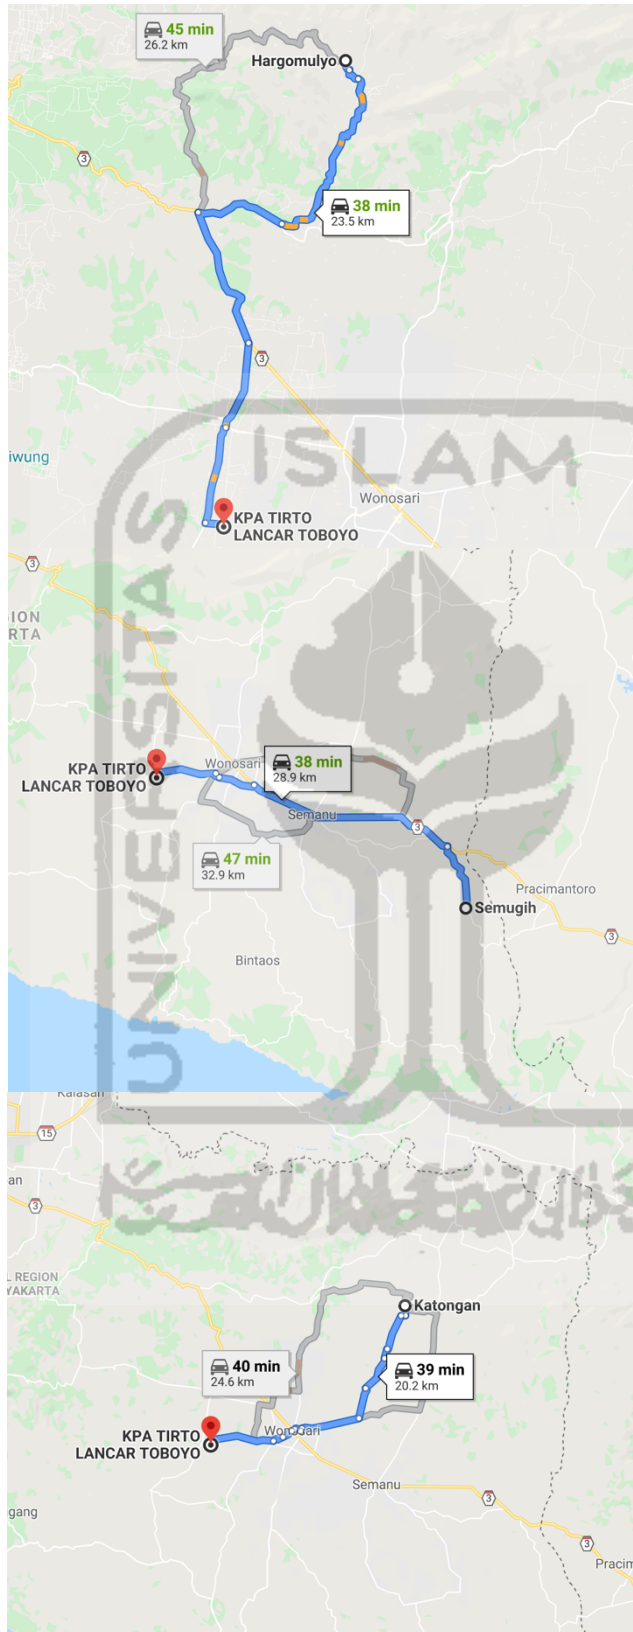 45 min
26.2 km
Hargomulyo
3
38 min
23.5 km
3
iwung
ISLAM
Wonosari
KPA TIRTO
LANCAR TOBOYO
UNIVERSITAS
3
ION
RTA
Wonosari
38 min
28.9 km
KPA TIRTO
LANCAR TOBOYO
Semanu
3
47 min
32.9 km
Pracimantoro
Semugih
3
Bintaos
Kalasan
15
an
3
L REGION
YAKARTA
Katongan
40 min
24.6 km
39 min
20.2 km
KPA TIRTO
LANCAR TOBOYO
Wonosari
Semanu
3
gang
3
Pracim